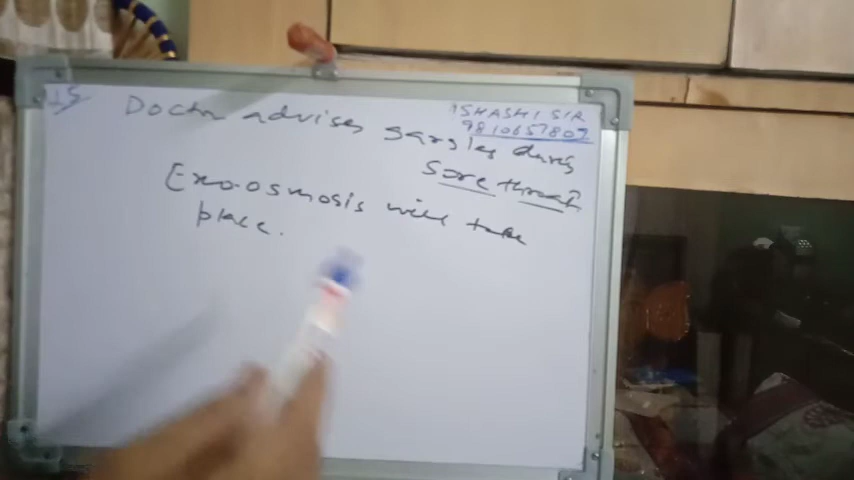 15
Doctor advises gargles during
SHASHI SIR
9810657809
Sore throat?
Exo-osmosis will take
place.